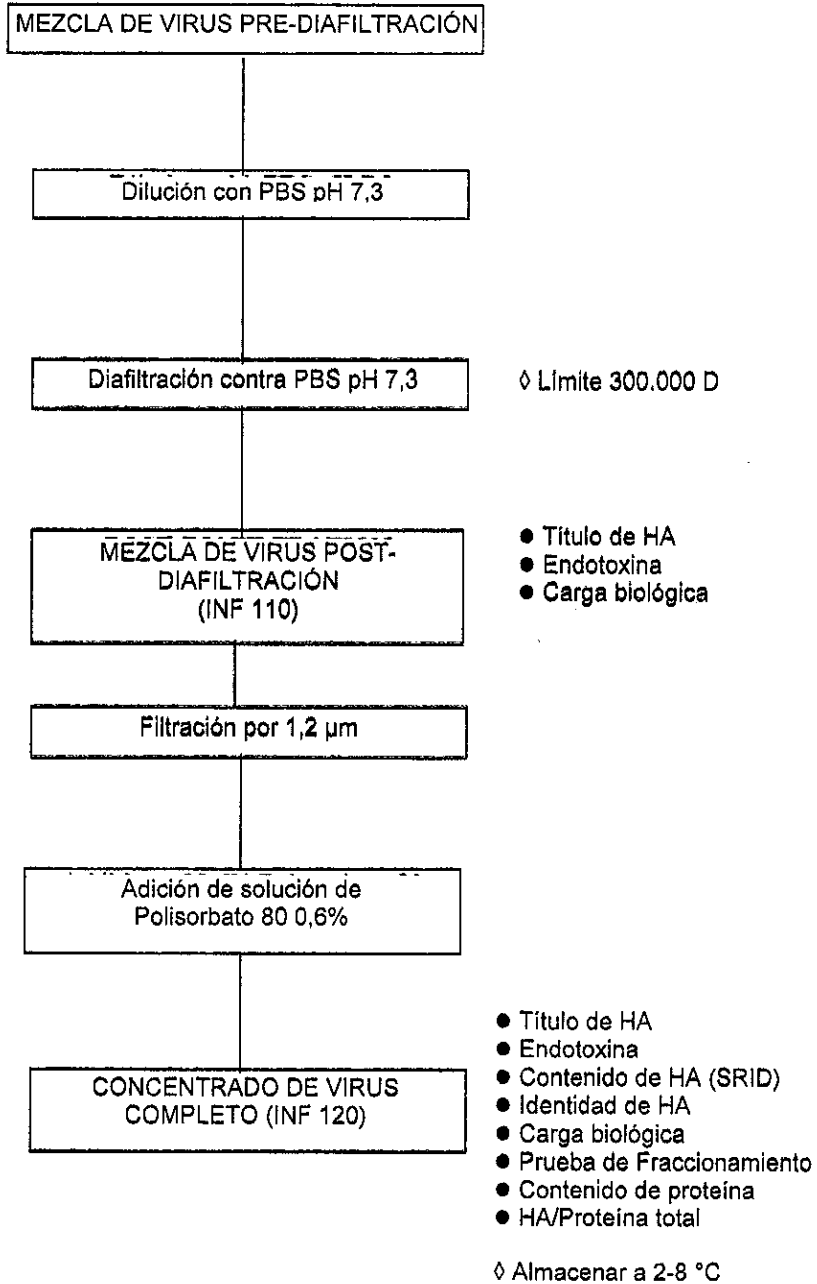 MEZCLA DE VIRUS PRE-DIAFILTRACIÓN
Dilución con PBS pH 7,3
Diafiltración contra PBS pH 7,3
◊ Límite 300.000 D
MEZCLA DE VIRUS POST-
DIAFILTRACIÓN
(INF 110)
● Título de HA
● Endotoxina
● Carga biológica
Filtración por 1,2 µm
Adición de solución de
Polisorbato 80 0,6%
CONCENTRADO DE VIRUS
COMPLETO (INF 120)
● Título de HA
● Endotoxina
● Contenido de HA (SRID)
● Identidad de HA
● Carga biológica
● Prueba de Fraccionamiento
● Contenido de proteína
● HA/Proteína total
◊ Almacenar a 2-8 °C